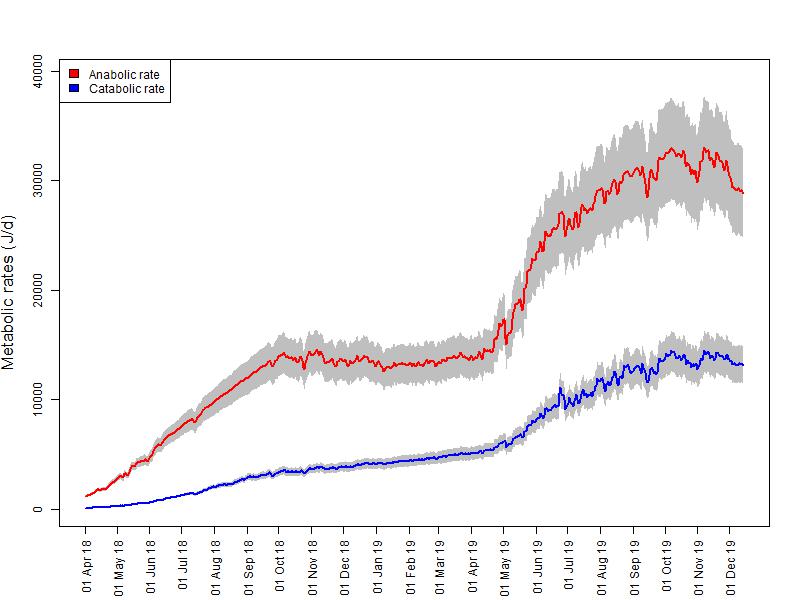 Anabolic rate
Catabolic rate
Metabolic rates (J/d)
40000
30000
20000
10000
0
01 Apr 18
01 May 18
01 Jun 18
01 Jul 18
01 Aug 18
01 Sep 18
01 Oct 18
01 Nov 18
01 Dec 18
01 Jan 19
01 Feb 19
01 Mar 19
01 Apr 19
01 May 19
01 Jun 19
01 Jul 19
01 Aug 19
01 Sep 19
01 Oct 19
01 Nov 19
01 Dec 19